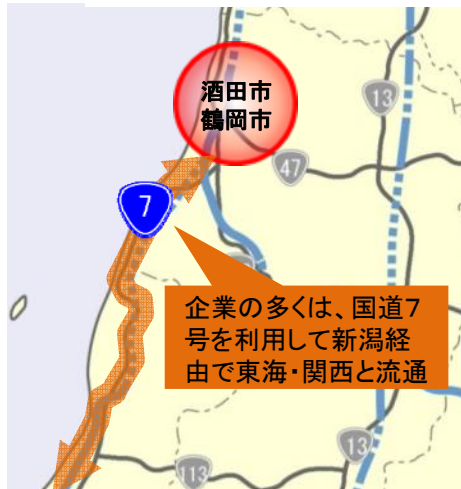 酒田市
鶴岡市
13
47
7
企業の多くは、国道7
号を利用して新潟経
由で東海・関西と流通
13
113